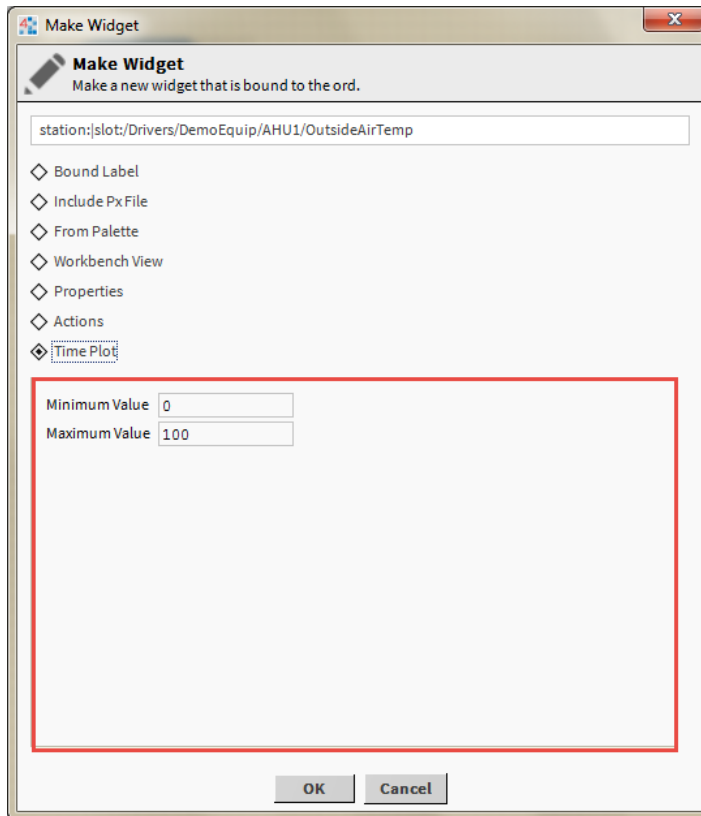 Make Widget
Make Widget
Make a new widget that is bound to the ord.
station:|slot:/Drivers/DemoEquip/AHU1/OutsideAirTemp
Bound Label
Include Px File
From Palette
Workbench View
Properties
Actions
Time Plot
Minimum Value 0
Maximum Value 100
OK Cancel